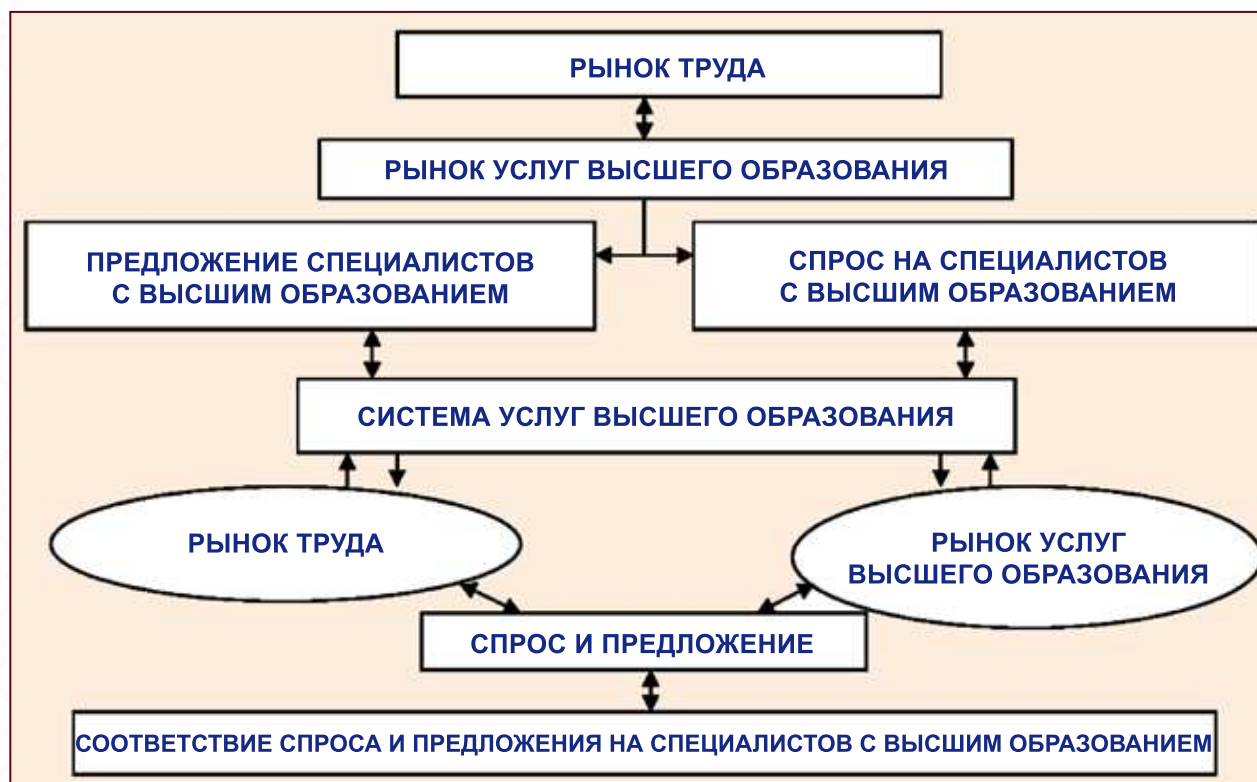 РЫНОК ТРУДА
РЫНОК УСЛУГ ВЫСШЕГО ОБРАЗОВАНИЯ
ПРЕДЛОЖЕНИЕ СПЕЦИАЛИСТОВ
С ВЫСШИМ ОБРАЗОВАНИЕМ
СПРОС НА СПЕЦИАЛИСТОВ
С ВЫСШИМ ОБРАЗОВАНИЕМ
СИСТЕМА УСЛУГ ВЫСШЕГО ОБРАЗОВАНИЯ
РЫНОК ТРУДА
РЫНОК УСЛУГ
ВЫСШЕГО ОБРАЗОВАНИЯ
СПРОС И ПРЕДЛОЖЕНИЕ
СООТВЕТСТВИЕ СПРОСА И ПРЕДЛОЖЕНИЯ НА СПЕЦИАЛИСТОВ С ВЫСШИМ ОБРАЗОВАНИЕМ